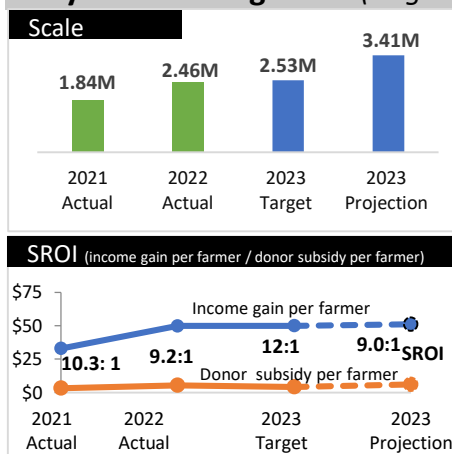 Scale
1.84M
2.46M
2.53M
3.41M
2021 Actual
2022 Actual
2023 Target
2023 Projection
SROI (income gain per farmer / donor subsidy per farmer)
$75
$50
$25
$0
Income gain per farmer
10.3: 1
9.2:1
12:1
9.0:1
SROI
Donor subsidy per farmer
2021 Actual
2022 Actual
2023 Target
2023 Projection